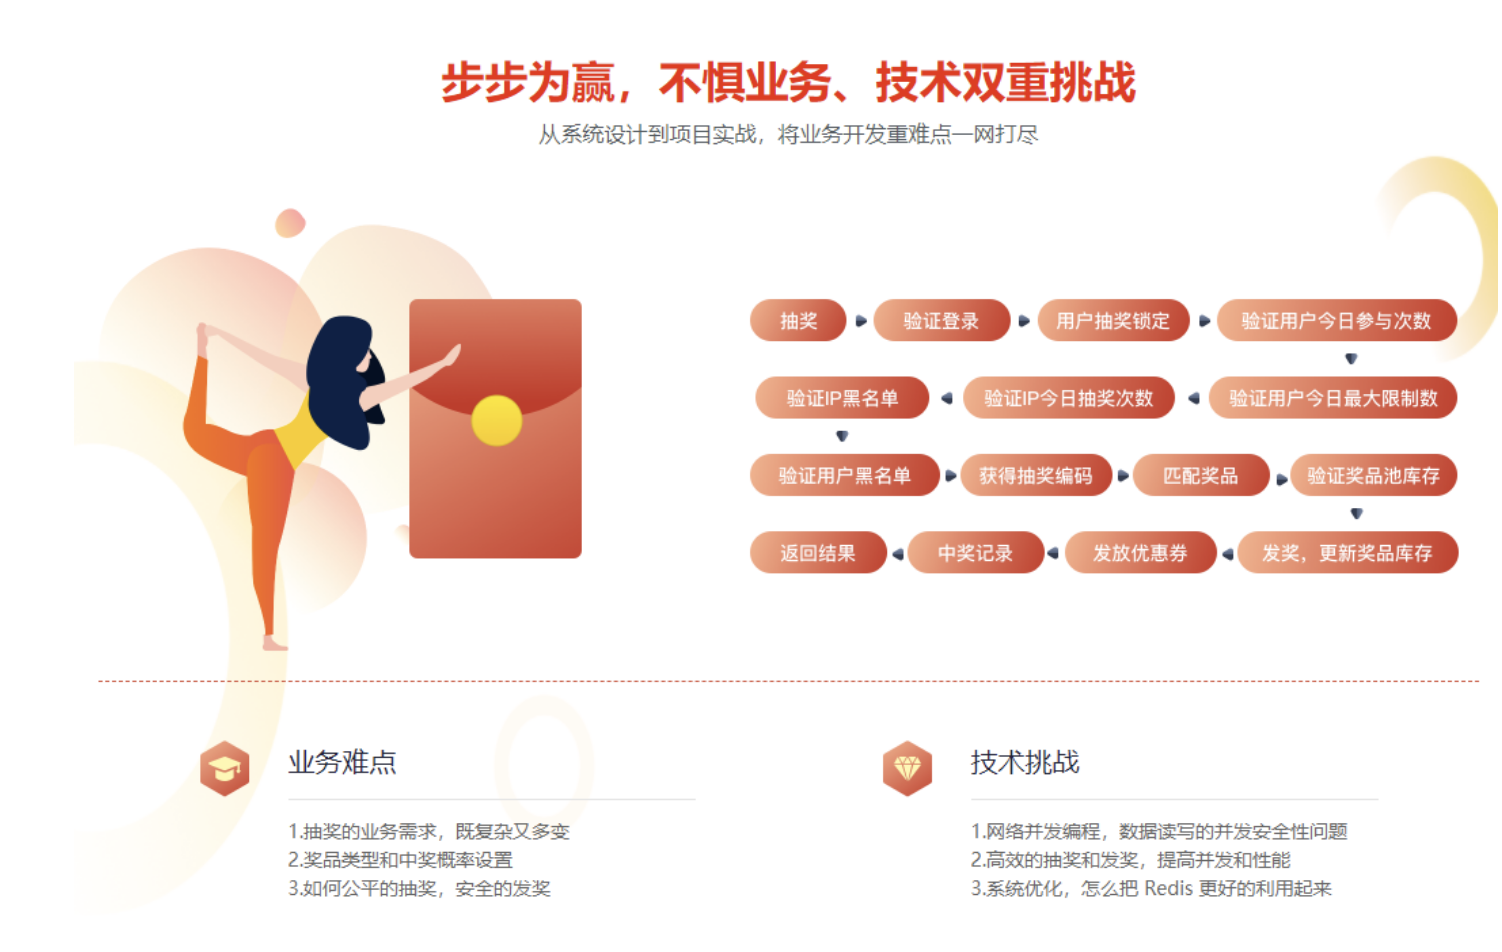 步步为赢，不惧业务、技术双重挑战
从系统设计到项目实战，将业务开发重难点一网打尽
抽奖
验证登录
用户抽奖锁定
验证用户今日参与次数
验证用户今日最大限制数
验证IP今日抽奖次数
验证IP黑名单
验证用户黑名单
获得抽奖编码
匹配奖品
验证奖品池库存
发奖，更新奖品库存
发放优惠券
中奖记录
返回结果
业务难点
1.抽奖的业务需求，既复杂又多变
2.奖品类型和中奖概率设置
3.如何公平的抽奖，安全的发奖
技术挑战
1.网络并发编程，数据读写的并发安全性问题
2.高效的抽奖和发奖，提高并发和性能
3.系统优化，怎么把 Redis 更好的利用起来